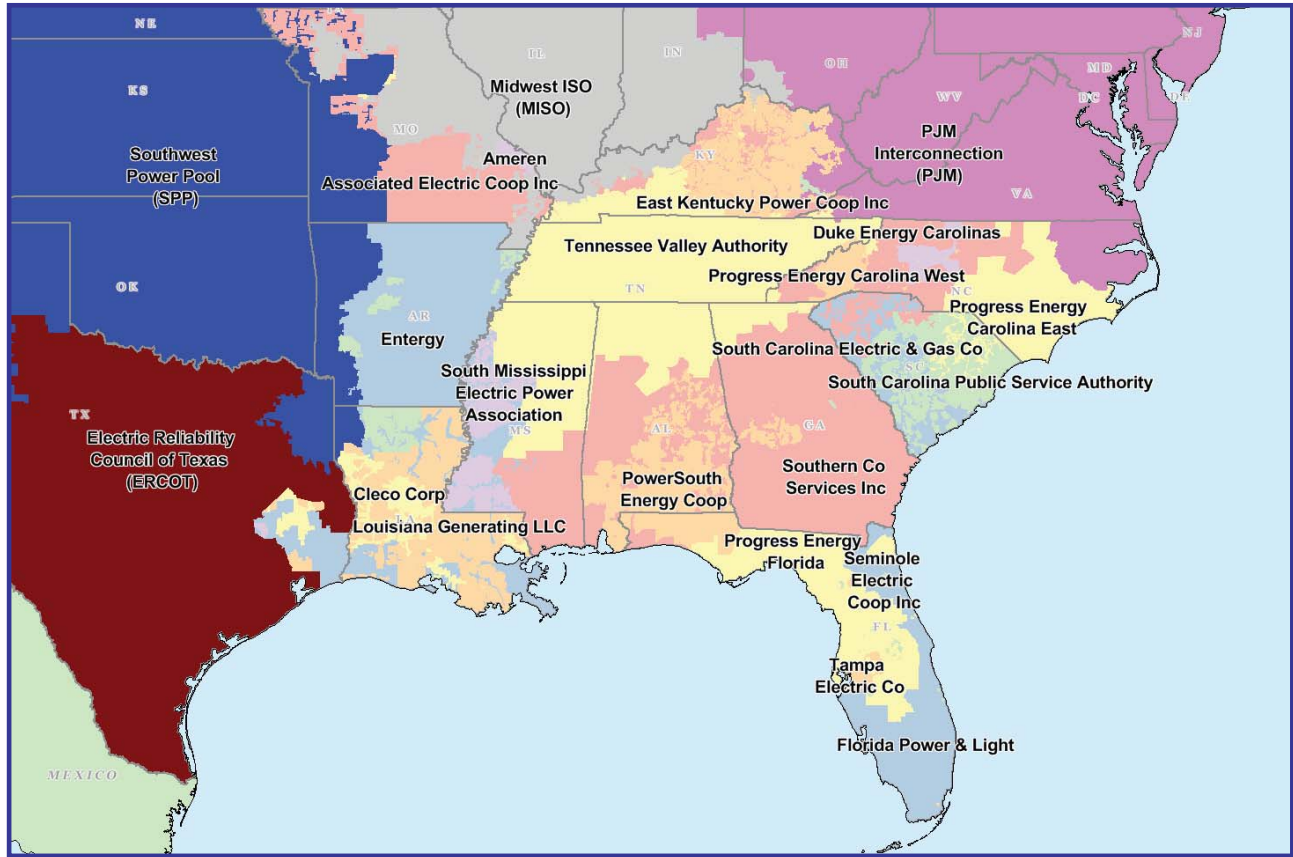 NE
IA
IL
IN
OH
NJ
MD
DE
DC
WV
KS
MO
KY
VA
Midwest ISO
(MISO)
PJM
Interconnection
(PJM)
Southwest
Power Pool
(SPP)
Ameren
Associated Electric Coop Inc
East Kentucky Power Coop Inc
Duke Energy Carolinas
Tennessee Valley Authority
Progress Energy Carolina West
TN
NC
OK
AR
Progress Energy
Carolina East
Entergy
South Carolina Electric & Gas Co
SC
South Carolina Public Service Authority
South Mississippi
Electric Power
Association
MS
AL
GA
TX
Electric Reliability
Council of Texas
(ERCOT)
Southern Co
Services Inc
PowerSouth
Energy Coop
Cleco Corp
LA
Louisiana Generating LLC
Progress Energy
Florida
Seminole
Electric
Coop Inc
FL
Tampa
Electric Co
Florida Power & Light
MEXICO